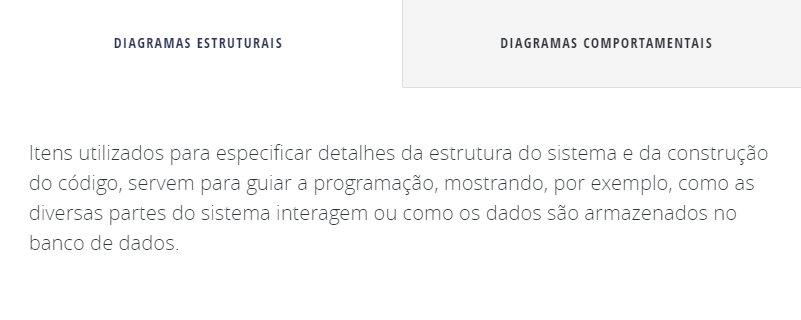 DIAGRAMAS ESTRUTURAIS
DIAGRAMAS COMPORTAMENTAIS
Itens utilizados para especificar detalhes da estrutura do sistema e da construção
do código, servem para guiar a programação, mostrando, por exemplo, como as
diversas partes do sistema interagem ou como os dados são armazenados no
banco de dados.